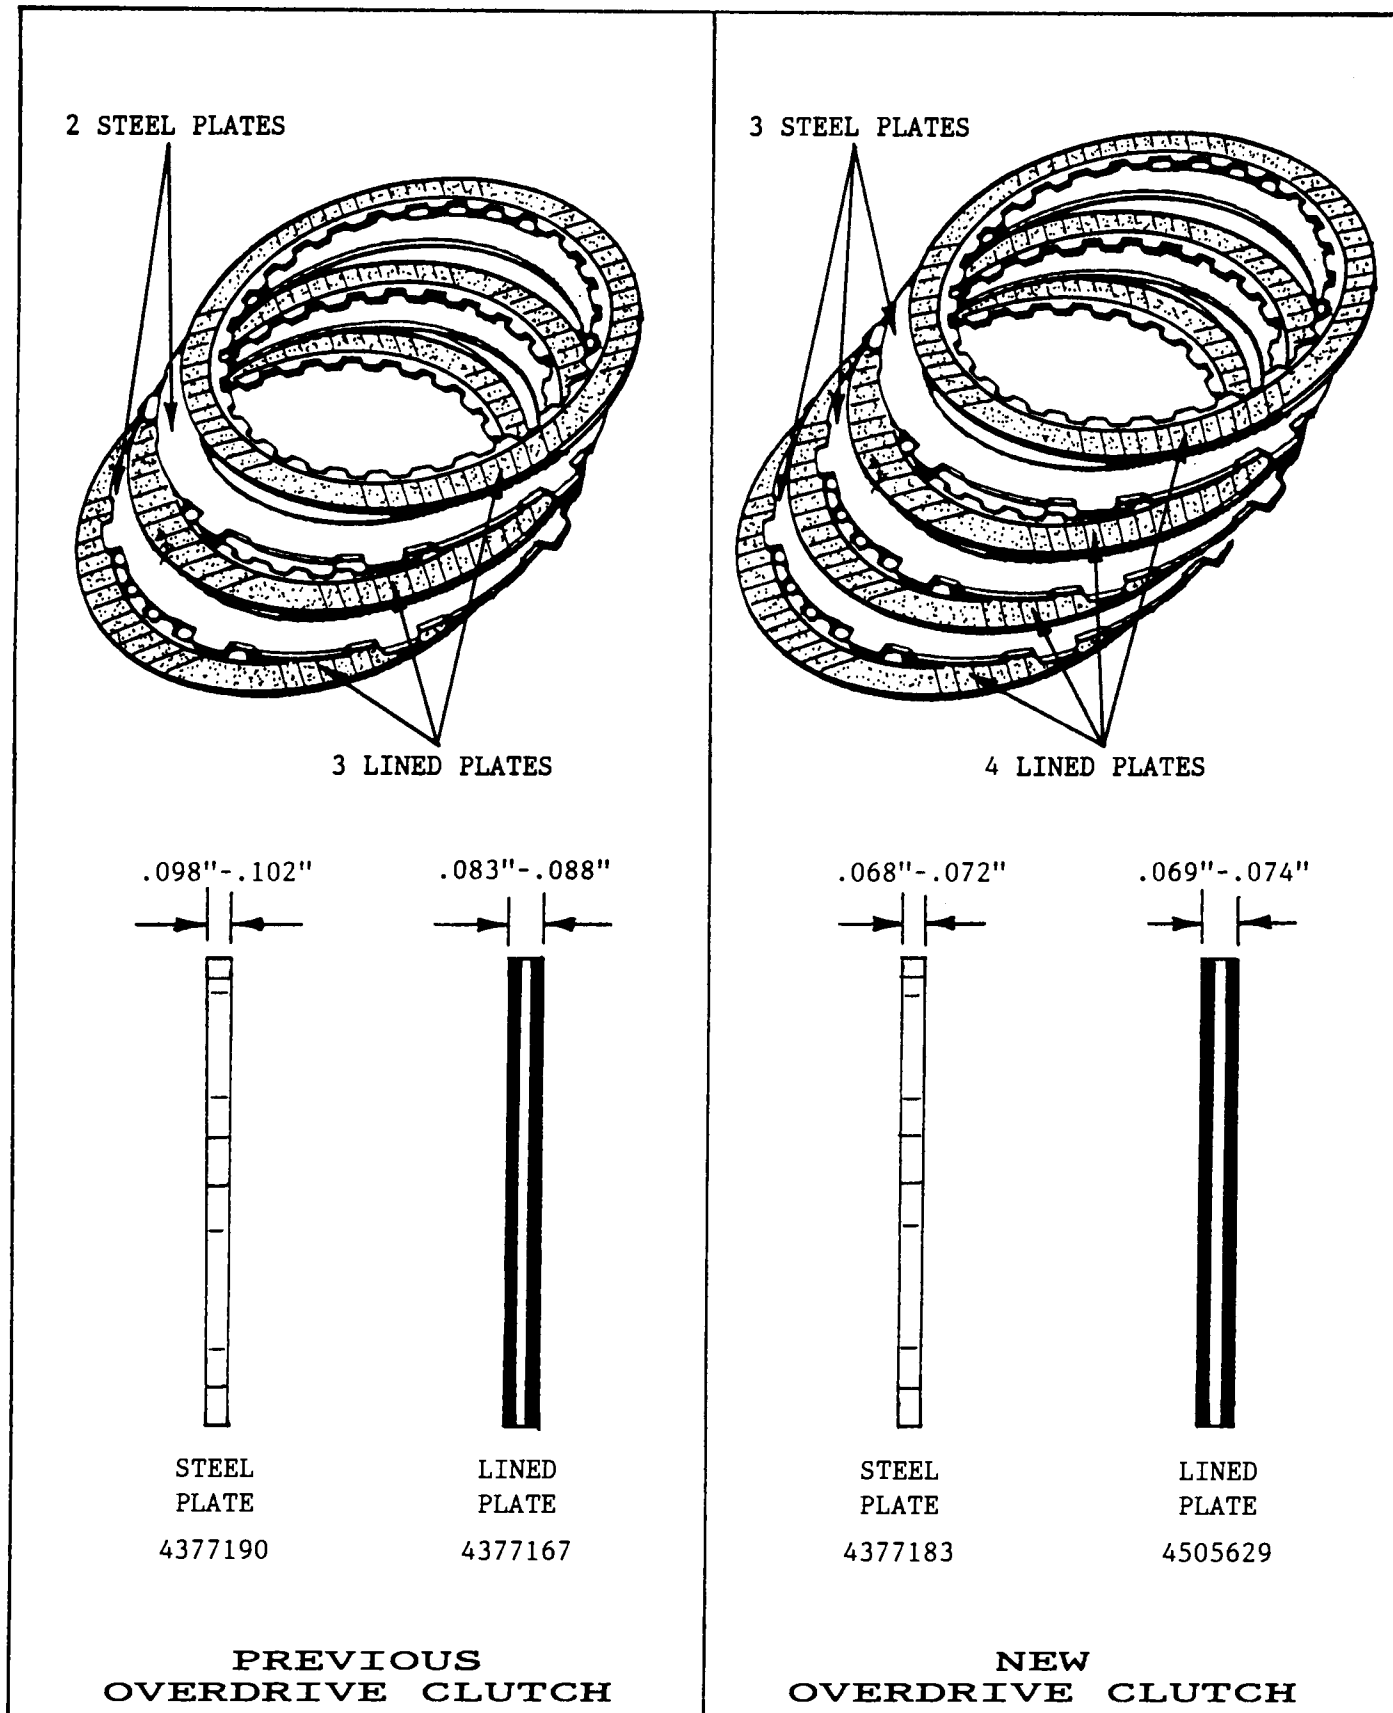 2 STEEL PLATES
3 LINED PLATES
.098"-.102"
.083"-.088"
STEEL
PLATE
4377190
LINED
PLATE
4377167
PREVIOUS
OVERDRIVE CLUTCH
3 STEEL PLATES
4 LINED PLATES
.068"-.072"
.069"-.074"
STEEL
PLATE
4377183
LINED
PLATE
4505629
NEW
OVERDRIVE CLUTCH